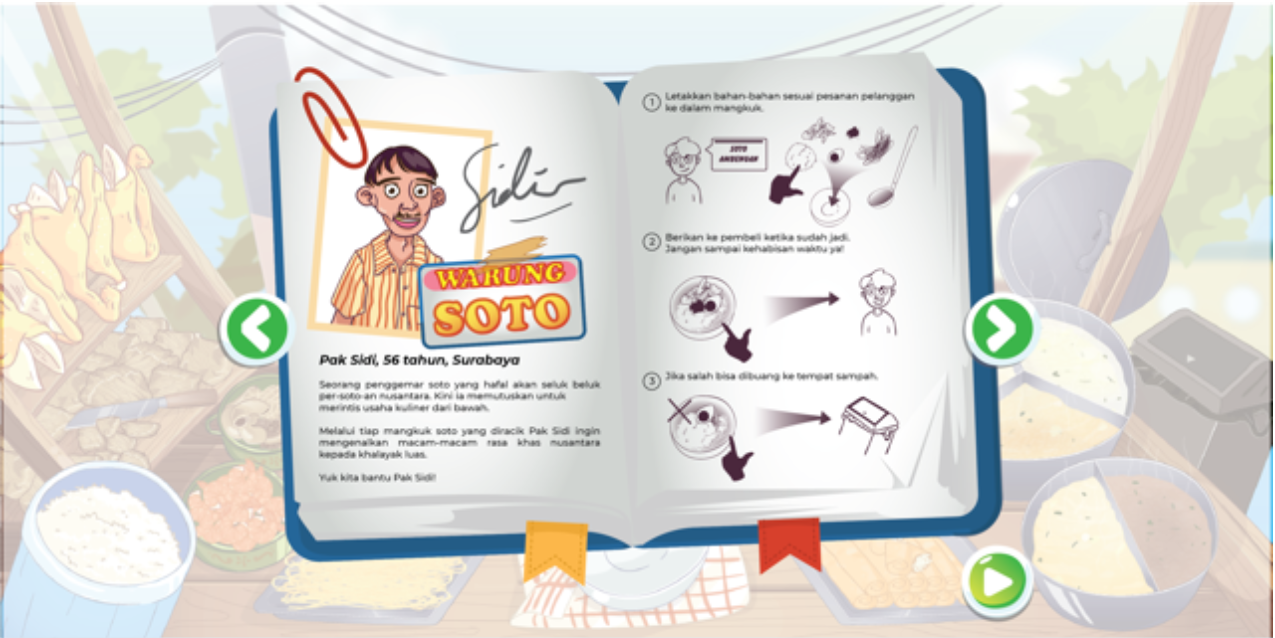 Sidi
WARUNG
SOTO
Pak Sidi, 56 tahun, Surabaya
Seorang penggemar soto yang hafal akan seluk beluk
per-soto-an nusantara. Kini ia memutuskan untuk
merintis usaha kuliner dari bawah.
Melalui tiap mangkuk soto yang diracik Pak Sidi ingin
mengenalkan macam-macam rasa khas nusantara
kepada khalayak luas.
Yuk kita bantu Pak Sidi!
1 Letakkan bahan-bahan sesuai pesanan pelanggan
ke dalam mangkuk.
SOTO
AMBENGAN
2 Berikan ke pembeli ketika sudah jadi.
Jangan sampai kehabisan waktu ya!
3 Jika salah bisa dibuang ke tempat sampah.